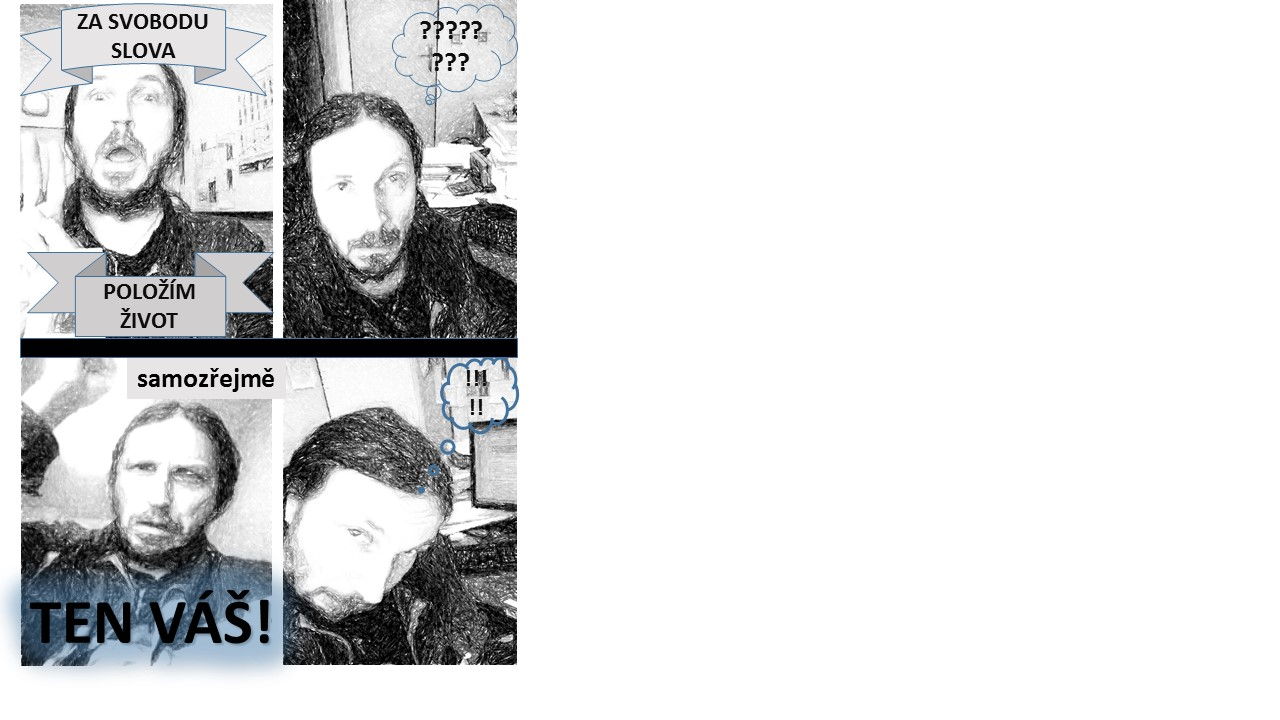 ZA SVOBODU
SLOVA
POLOŽÍM
ŽIVOT
?????
???
samozřejmě
TEN VÁŠ!
!!!
!!